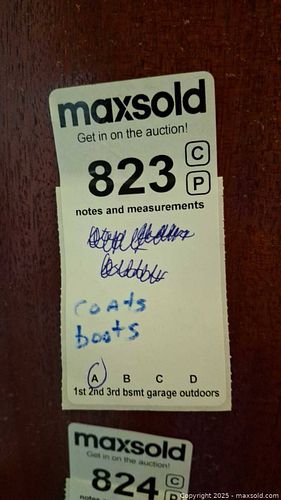 maxsold
Get in on the auction!
823 C
P
notes and measurements
coats
boots
A B C D
1st 2nd 3rd bsmt garage outdoors
maxsold
Get in on the auction!
824 C
P
Copyright 2025 - maxsold.com